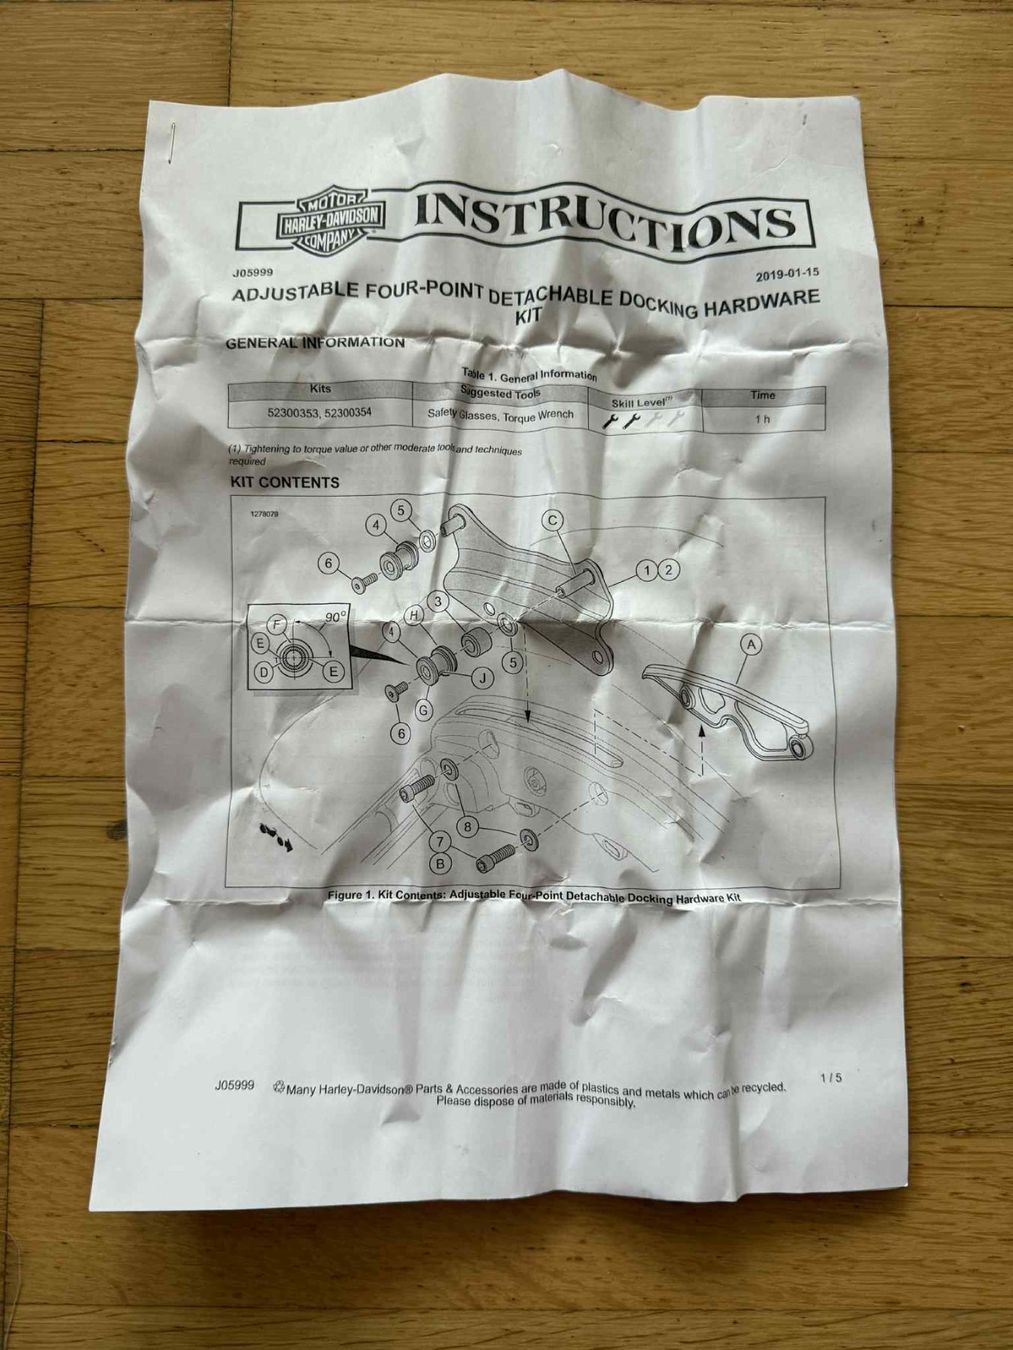 MOTOR
HARLEY-DAVIDSON
COMPANY
INSTRUCTIONS
J05999
2019-01-15
ADJUSTABLE FOUR-POINT DETACHABLE DOCKING HARDWARE
KIT
GENERAL INFORMATION
Table 1. General Information
Kits Suggested Tools Skill Level(1) Time
52300353, 52300354 Safety Glasses, Torque Wrench 1 h
(1) Tightening to torque value or other moderate tools and techniques
required
KIT CONTENTS
1278079
5
4
C
6
1 2
3
H
90°
F
4
E
A
5
D
E
J
G
6
8
7
B
Figure 1. Kit Contents: Adjustable Four-Point Detachable Docking Hardware Kit
J05999 Many Harley-Davidson® Parts & Accessories are made of plastics and metals which can be recycled. 1 / 5
Please dispose of materials responsibly.